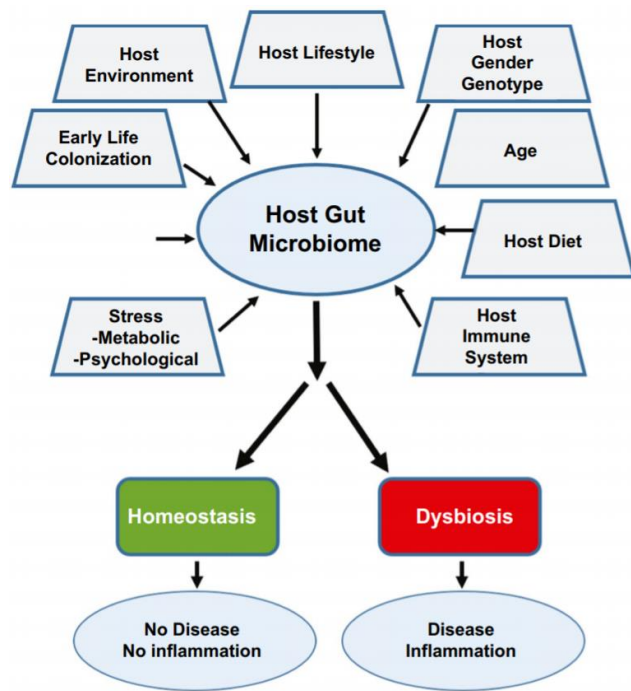 Host
Environment
Host Lifestyle
Host
Gender
Genotype
Early Life
Colonization
Age
Host Gut
Microbiome
Host Diet
Stress
-Metabolic
-Psychological
Host
Immune
System
Homeostasis
Dysbiosis
No Disease
No inflammation
Disease
Inflammation